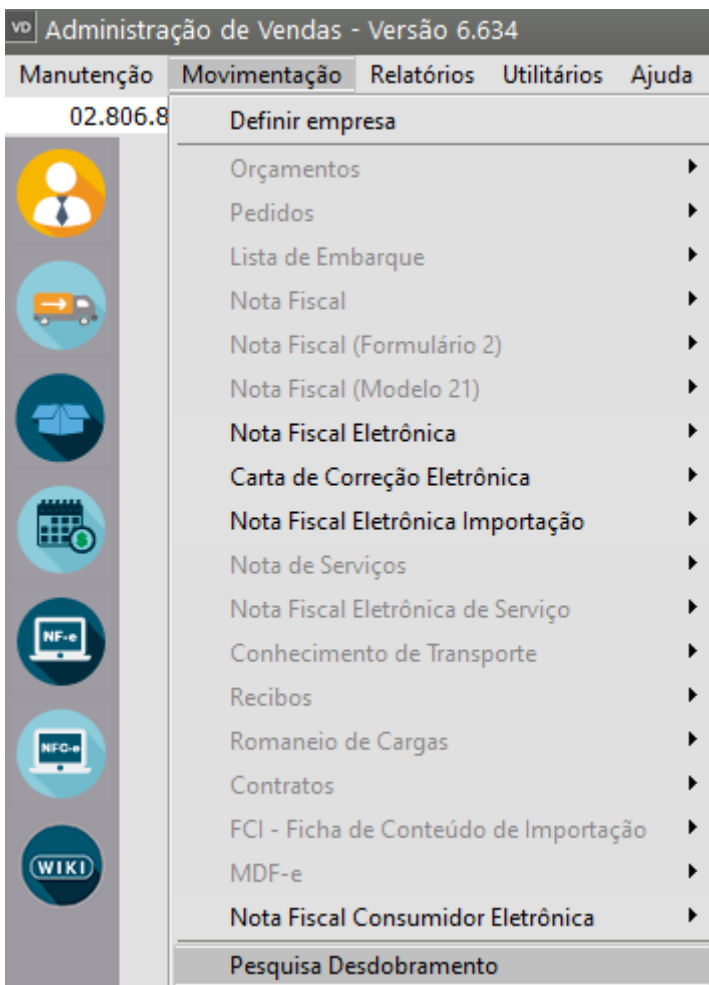 VD Administração de Vendas - Versão 6.634
Manutenção Movimentação Relatórios Utilitários Ajuda
02.806.8
Definir empresa
Orçamentos
Pedidos
Lista de Embarque
Nota Fiscal
Nota Fiscal (Formulário 2)
Nota Fiscal (Modelo 21)
Nota Fiscal Eletrônica
Carta de Correção Eletrônica
Nota Fiscal Eletrônica Importação
Nota de Serviços
Nota Fiscal Eletrônica de Serviço
NF-e
Conhecimento de Transporte
Recibos
Romaneio de Cargas
NFC-e
Contratos
FCI - Ficha de Conteúdo de Importação
WIKI
MDF-e
Nota Fiscal Consumidor Eletrônica
Pesquisa Desdobramento